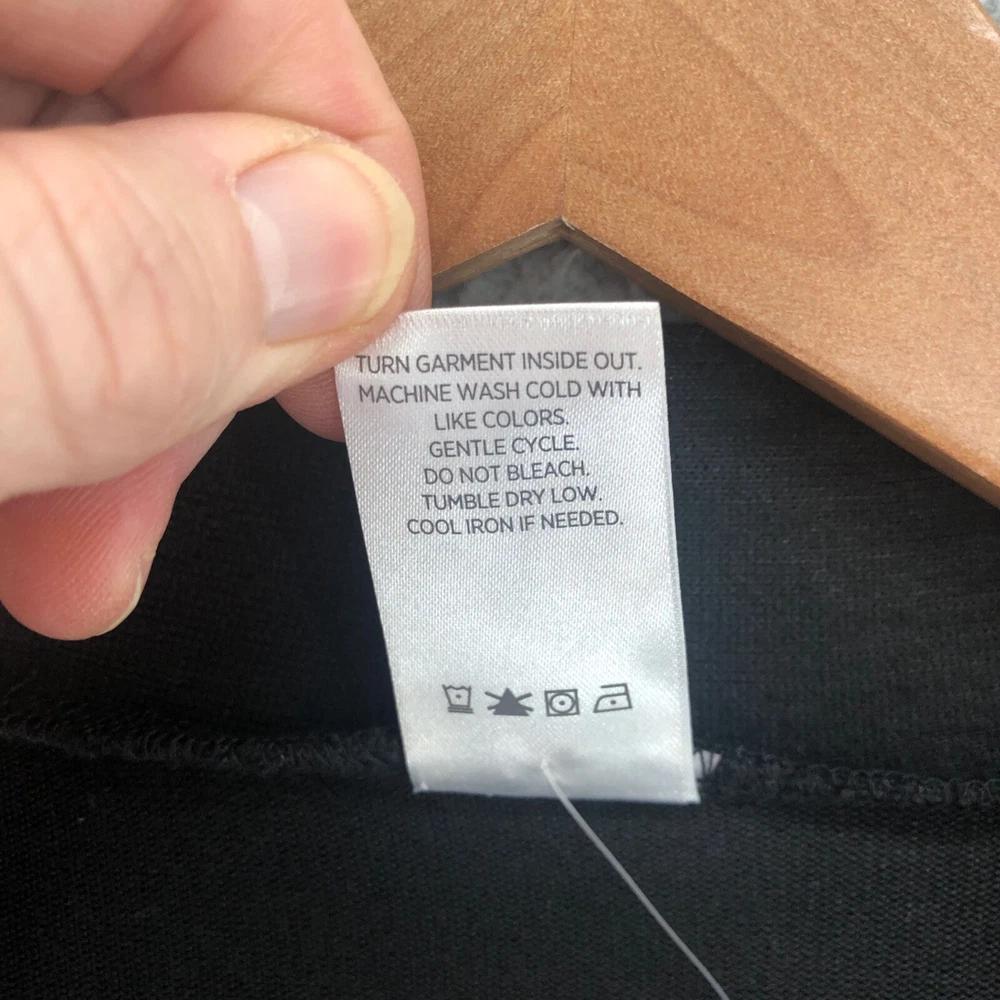 TURN GARMENT INSIDE OUT.
MACHINE WASH COLD WITH
LIKE COLORS.
GENTLE CYCLE.
DO NOT BLEACH.
TUMBLE DRY LOW.
COOL IRON IF NEEDED.